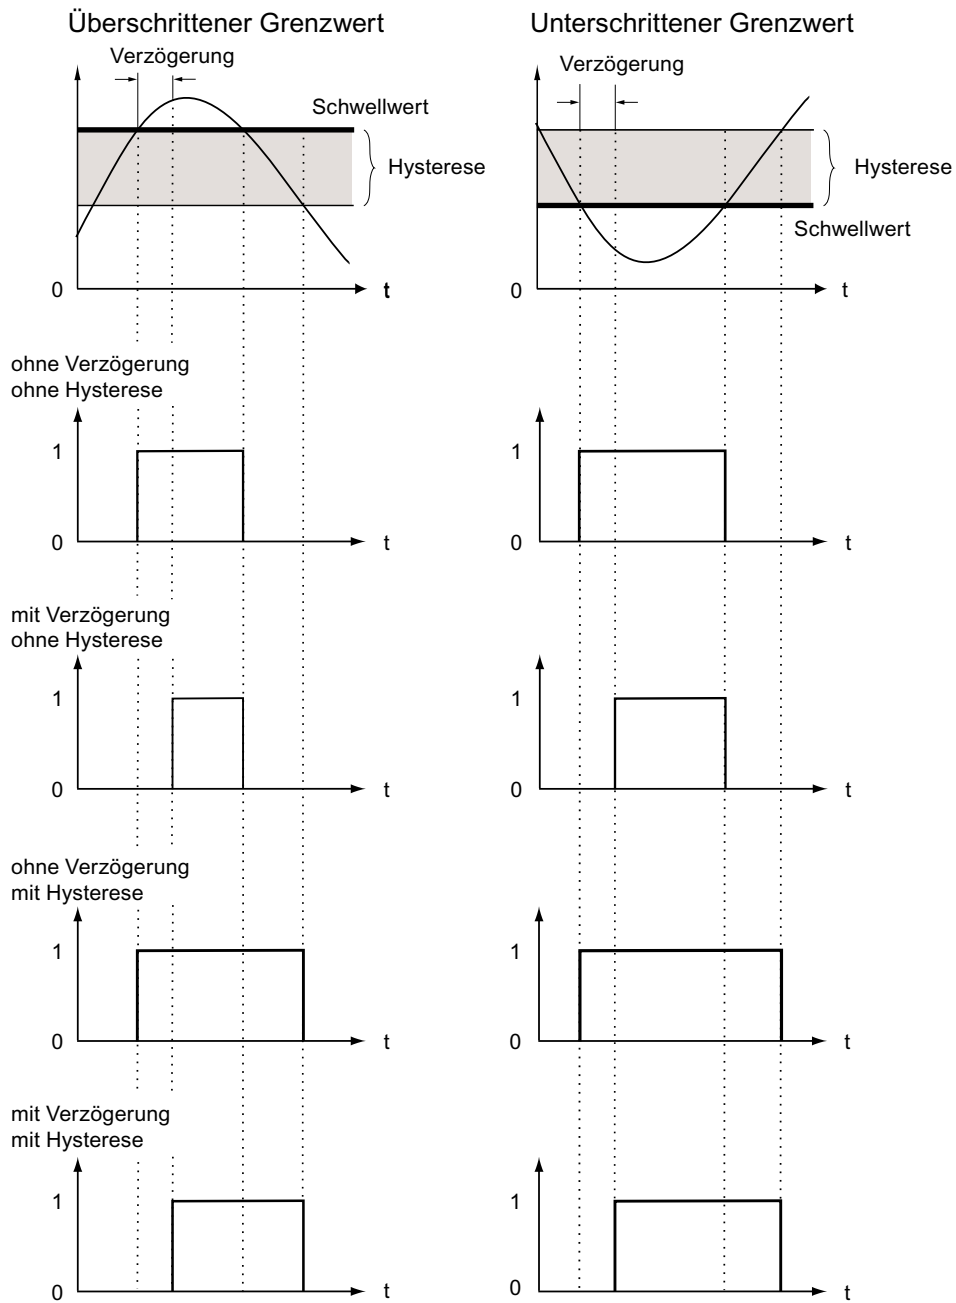 Überschrittener Grenzwert
Unterschrittener Grenzwert
Verzögerung
Verzögerung
Schwellwert
Hysterese
Hysterese
Schwellwert
0
t
0
t
ohne Verzögerung
ohne Hysterese
1
1
0
t
0
t
mit Verzögerung
ohne Hysterese
1
1
0
t
0
t
ohne Verzögerung
mit Hysterese
1
1
0
t
0
t
mit Verzögerung
mit Hysterese
1
1
0
t
0
t